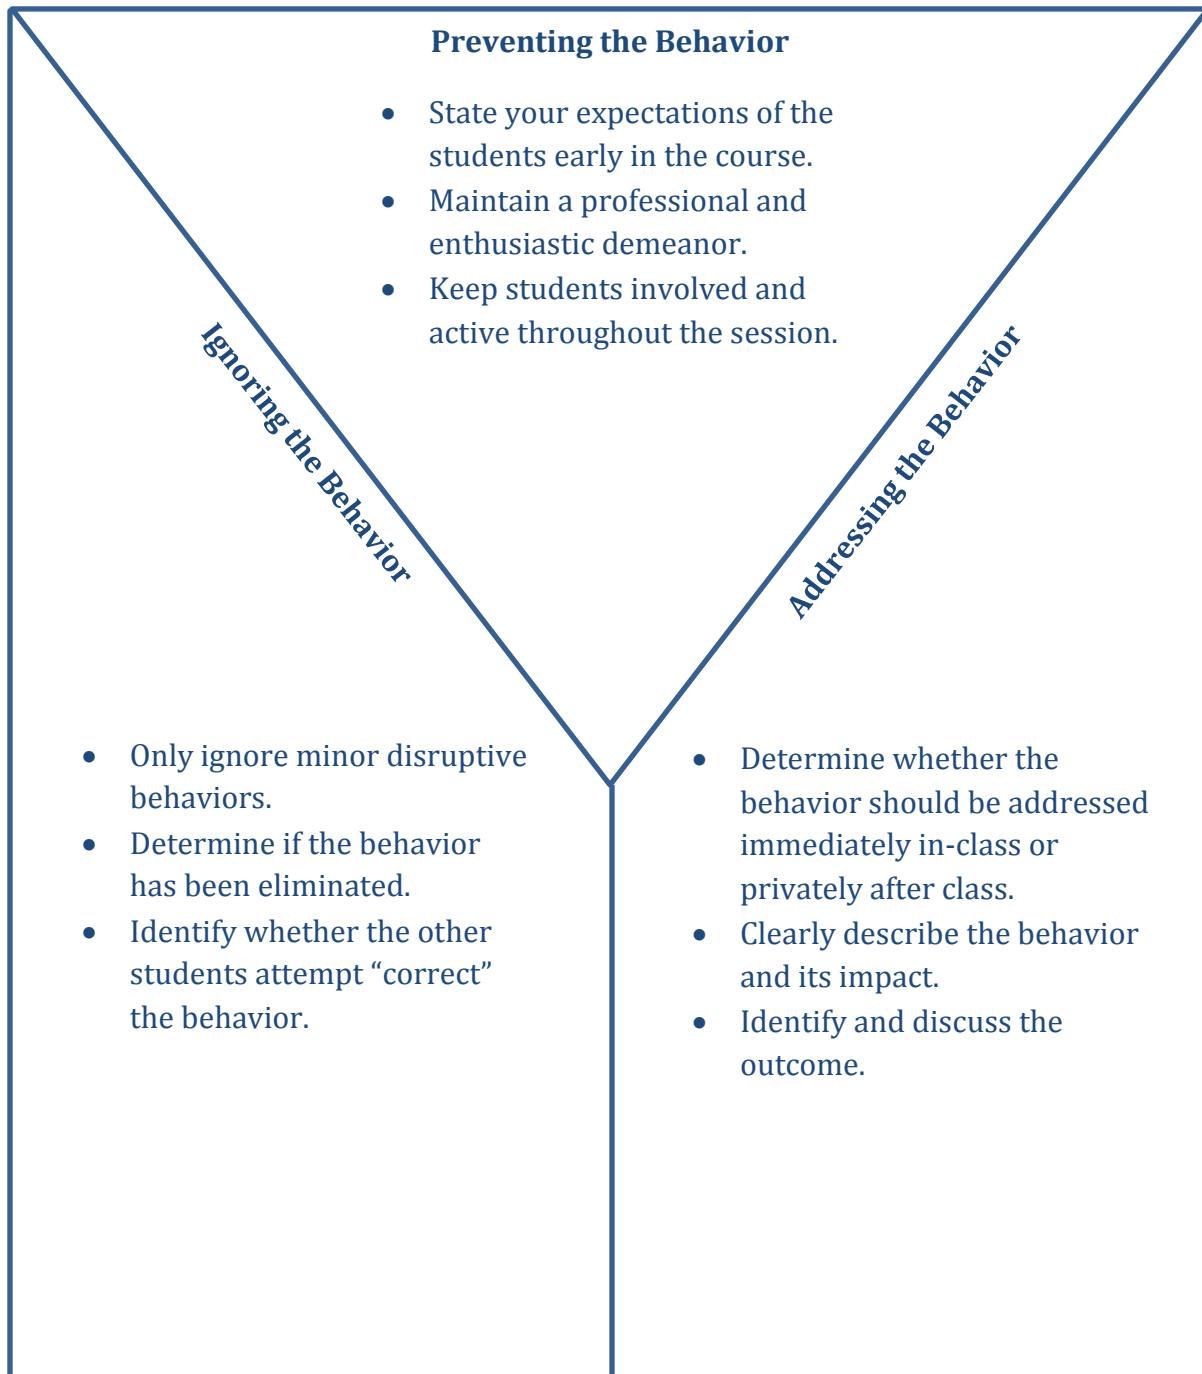 Preventing the Behavior
• State your expectations of the
students early in the course.
• Maintain a professional and
enthusiastic demeanor.
• Keep students involved and
active throughout the session.
Ignoring the Behavior
• Only ignore minor disruptive
behaviors.
• Determine if the behavior
has been eliminated.
• Identify whether the other
students attempt “correct”
the behavior.
Addressing the Behavior
• Determine whether the
behavior should be addressed
immediately in-class or
privately after class.
• Clearly describe the behavior
and its impact.
• Identify and discuss the
outcome.